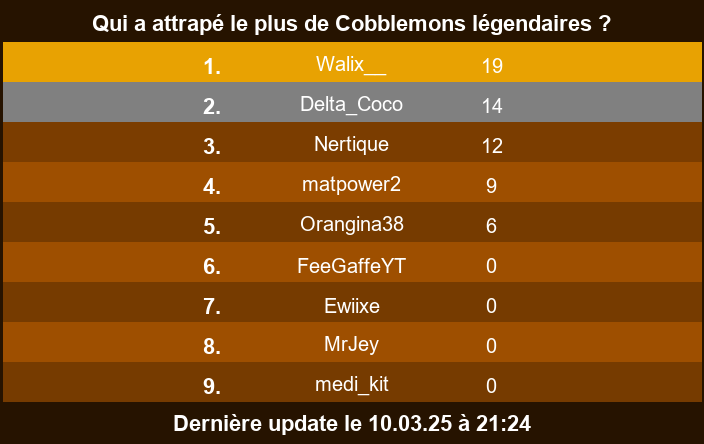 Qui a attrapé le plus de Cobblemons légendaires ?
1. Walix__ 19
2. Delta_Coco 14
3. Nertique 12
4. matpower2 9
5. Orangina38 6
6. FeeGaffeYT 0
7. Ewiixe 0
8. MrJey 0
9. medi_kit 0
Dernière update le 10.03.25 à 21:24